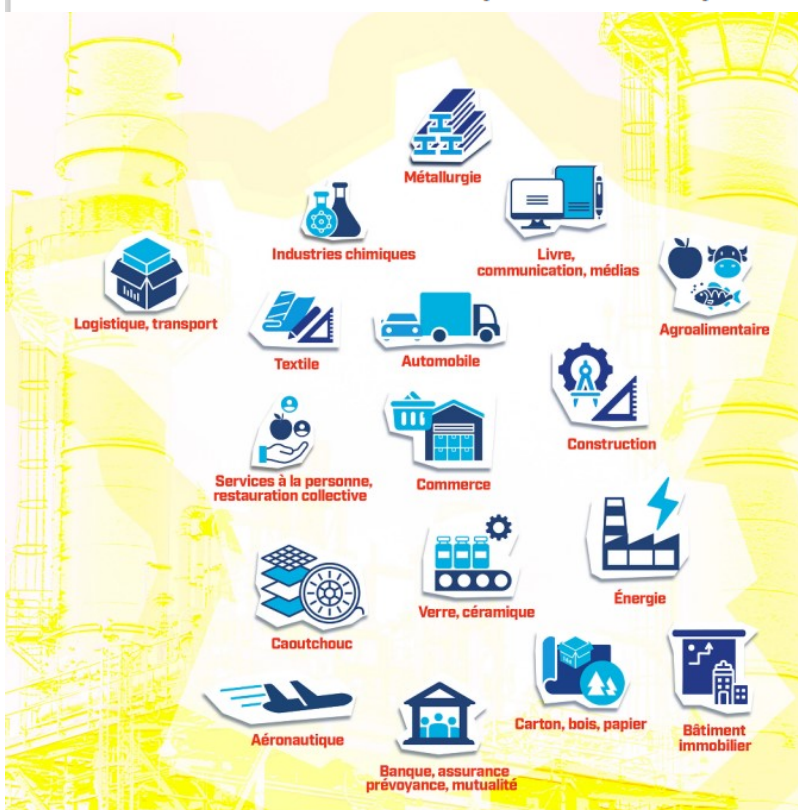 Métallurgie
Industries chimiques
Livre,
communication, médias
Logistique, transport
Agroalimentaire
Textile
Automobile
Construction
Services à la personne,
restauration collective
Commerce
Énergie
Verre, céramique
Caoutchouc
Carton, bois, papier
Bâtiment
immobilier
Aéronautique
Banque, assurance
prévoyance, mutualité